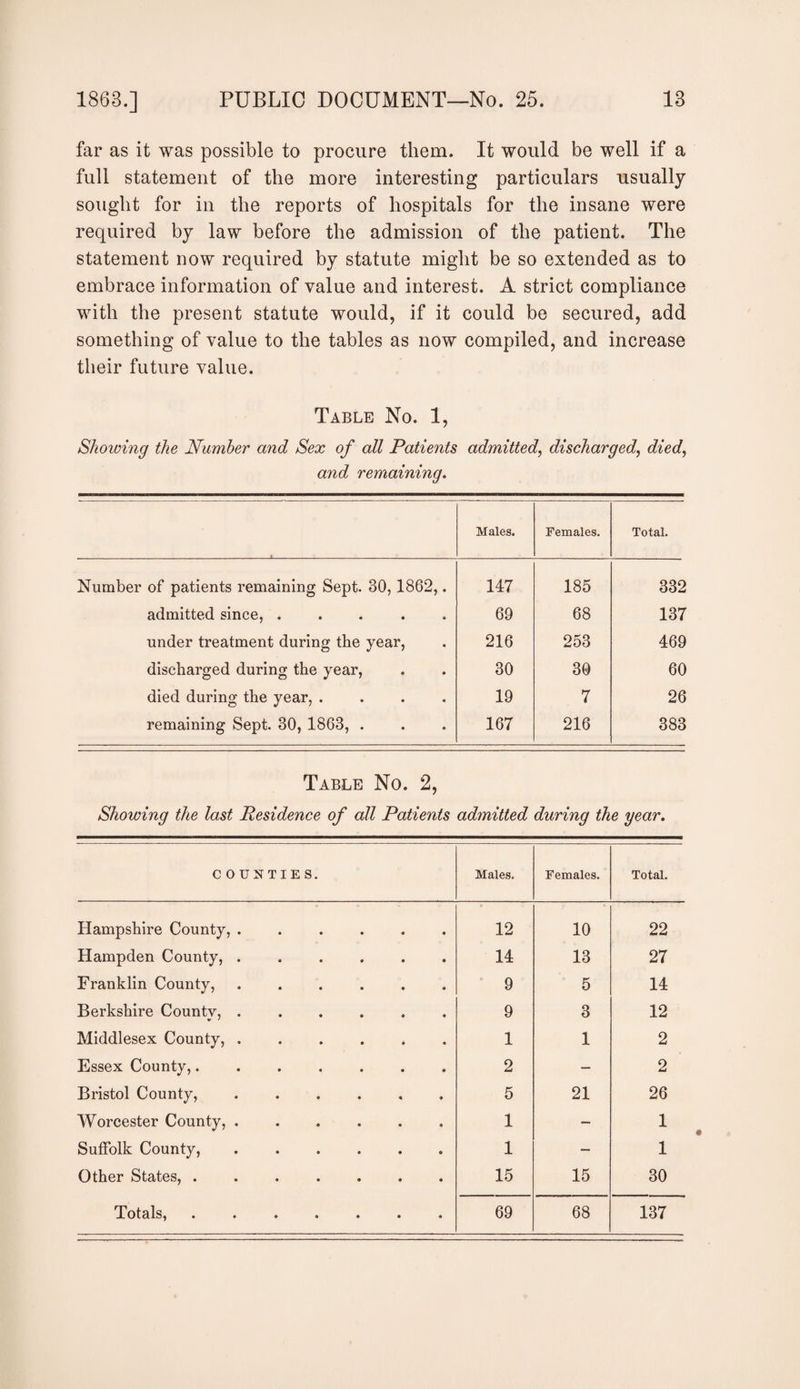 1863.] PUBLIC DOCUMENT—No. 25. 13
far as it was possible to procure them. It would be well if a
full statement of the more interesting particulars usually
sought for in the reports of hospitals for the insane were
required by law before the admission of the patient. The
statement now required by statute might be so extended as to
embrace information of value and interest. A strict compliance
with the present statute would, if it could be secured, add
something of value to the tables as now compiled, and increase
their future value.
Table No. 1,
Showing the Number and Sex of all Patients admitted, discharged, died,
and remaining.
Males. Females. Total.
Number of patients remaining Sept. 30, 1862, . 147 185 332
admitted since, . . . . . 69 68 137
under treatment during the year, . 216 253 469
discharged during the year, . . 30 30 60
died during the year, . . . . 19 7 26
remaining Sept. 30, 1863, . . . 167 216 383
Table No. 2,
Showing the last Residence of all Patients admitted during the year.
COUNTIES. Males. Females. Total.
Hampshire County, . . . . . . 12 10 22
Hampden County, . . . . . . 14 13 27
Franklin County, . . . . . . 9 5 14
Berkshire County, . . . . . . 9 3 12
Middlesex County, . . . . . . 1 1 2
Essex County, . . . . . . . 2 – 2
Bristol County, . . . . . . 5 21 26
Worcester County, . . . . . . 1 – 1
Suffolk County, . . . . . . 1 – 1
Other States, . . . . . . . 15 15 30
Totals, . . . . . . . 69 68 137